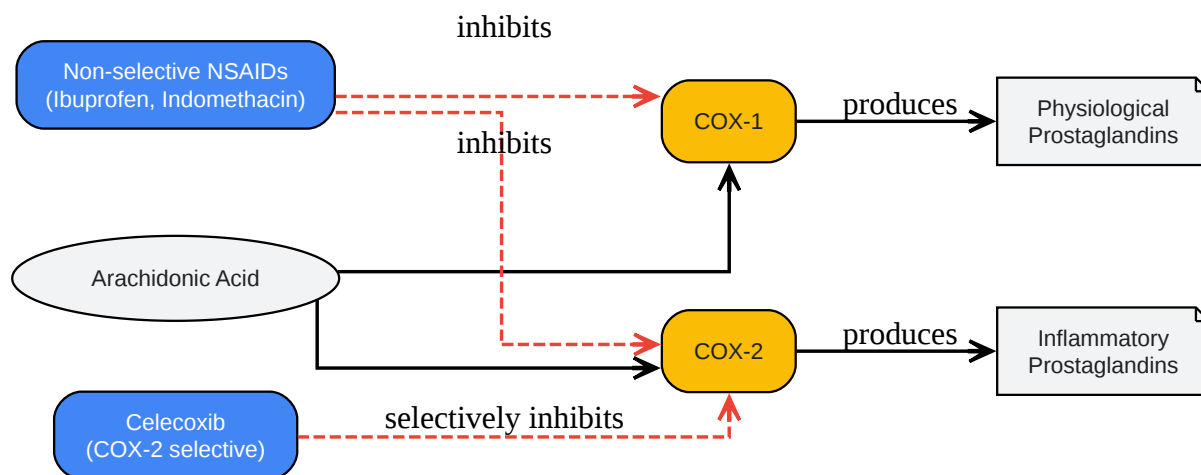 inhibits
Non-selective NSAIDs
(Ibuprofen, Indomethacin)
COX-1
produces
Physiological
Prostaglandins
inhibits
Arachidonic Acid
COX-2
produces
Inflammatory
Prostaglandins
Celecoxib
(COX-2 selective)
selectively inhibits